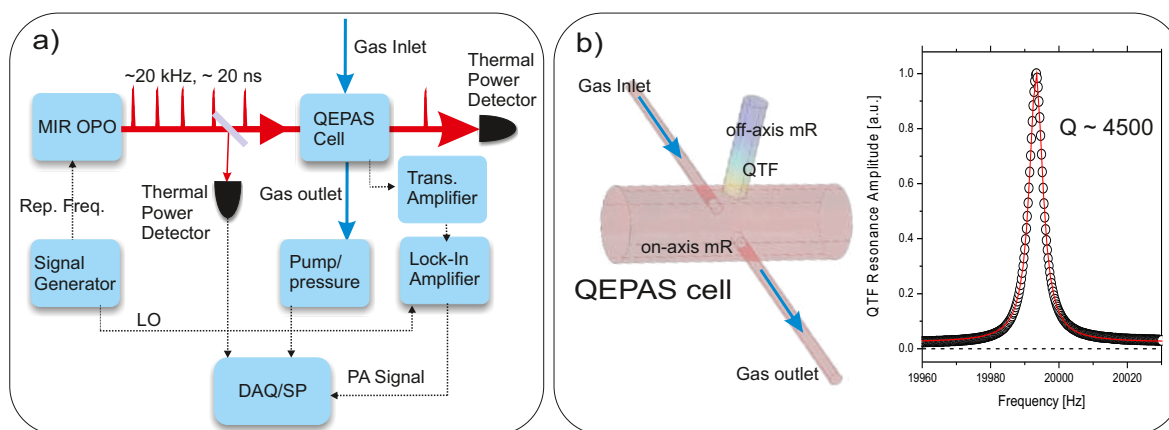 a)
Gas Inlet
~20 kHz, ~ 20 ns
Thermal
Power
Detector
MIR OPO
QEPAS
Cell
Gas outlet
Trans.
Amplifier
Rep. Freq.
Thermal
Power
Detector
Signal
Generator
Pump/
pressure
Lock-In
Amplifier
LO
DAQ/SP
PA Signal
b)
Gas Inlet
off-axis mR
QTF
on-axis mR
QEPAS cell
Gas outlet
QTF Resonance Amplitude [a.u.]
1.0
0.8
0.6
0.4
0.2
0.0
Q ~ 4500
19960 19980 20000 20020
Frequency [Hz]